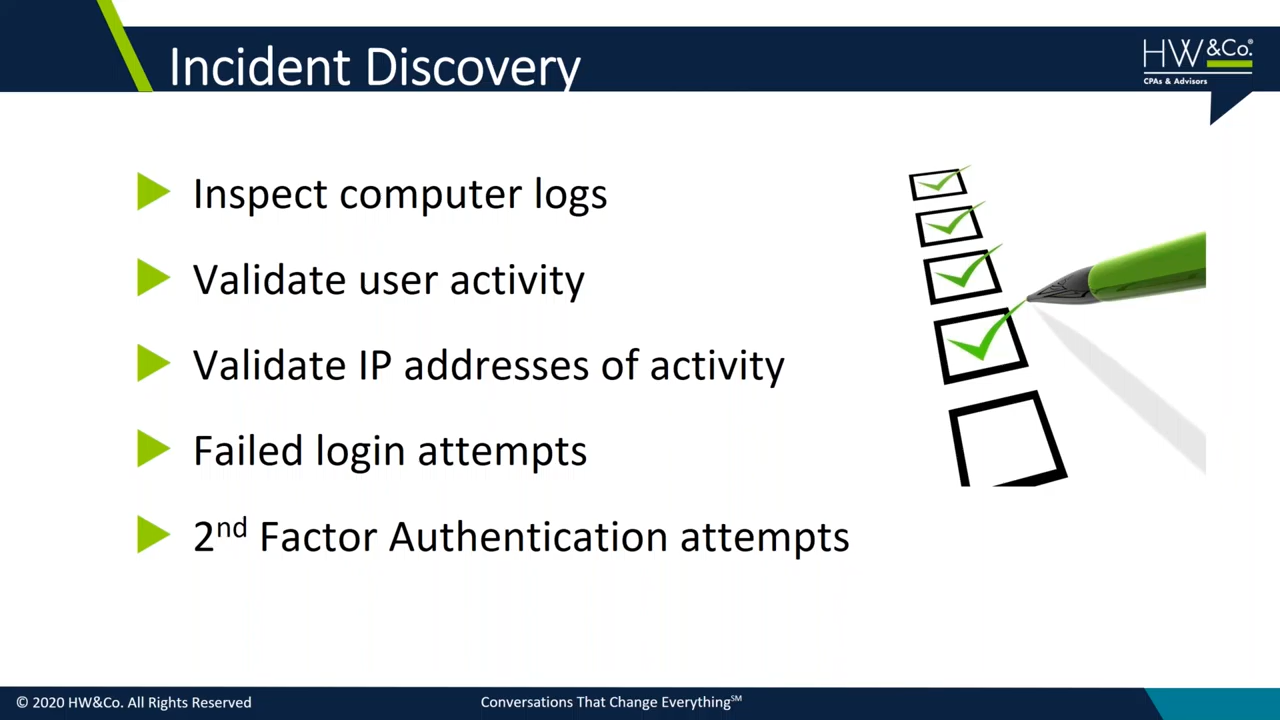 Incident Discovery
HW&Co.®
CPAs & Advisors
Inspect computer logs
Validate user activity
Validate IP addresses of activity
Failed login attempts
2nd Factor Authentication attempts
© 2020 HW&Co. All Rights Reserved
Conversations That Change Everything℠